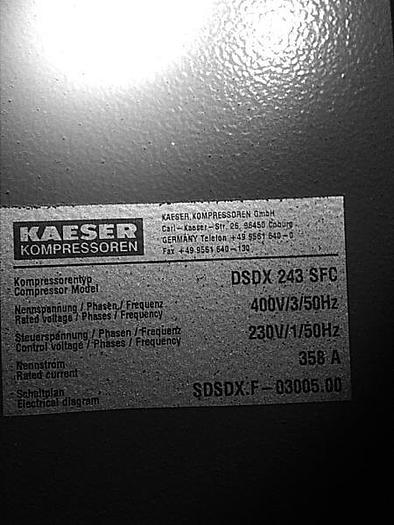 KAESER
KOMPRESSOREN
KAESER KOMPRESSOREN GmbH
Carl-Kaeser-Str. 26, 96450 Coburg
GERMANY Telefon +49 9561 640-0
Fax +49 9561 640-130
Kompressorentyp
Compressor Model
DSDX 243 SFC
Nennspannung / Phasen / Frequenz
Rated voltage / Phases / Frequency
400V/3/50Hz
Steuerspannung / Phasen / Frequenz
Control voltage / Phases / Frequency
230V/1/50Hz
Nennstrom
Rated current
358 A
Schaltplan
Electrical diagram
SDSDX.F-03005.00